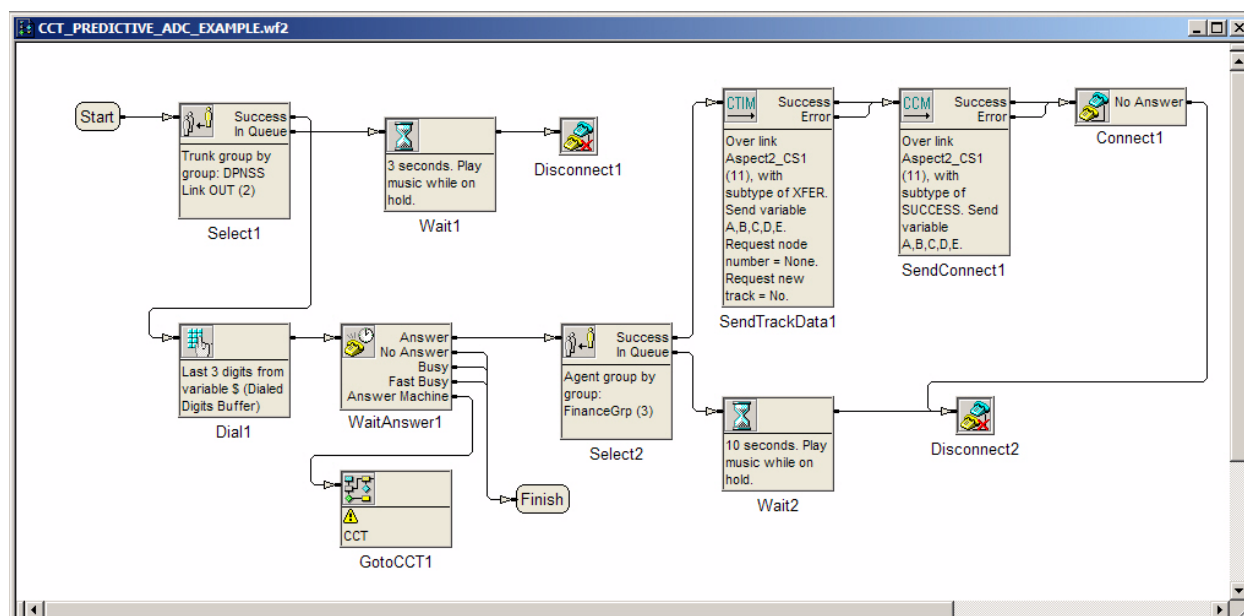 CCT_PREDICTIVE_ADC_EXAMPLE.wf2
Start
Success
In Queue
Trunk group by
group: DPNSS
Link OUT (2)
Select1
3 seconds. Play
music while on
hold.
Wait1
Disconnect1
CTIM
Success
Error
Over link
Aspect2_CS1
(11), with
subtype of XFER.
Send variable
A,B,C,D,E.
Request node
number = None.
Request new
track = No.
SendTrackData1
CCM
Success
Error
Over link
Aspect2_CS1
(11), with
subtype of
SUCCESS. Send
variable
A,B,C,D,E.
SendConnect1
No Answer
Connect1
Last 3 digits from
variable $ (Dialed
Digits Buffer)
Dial1
Answer
No Answer
Busy
Fast Busy
Answer Machine
WaitAnswer1
Success
In Queue
Agent group by
group:
FinanceGrp (3)
Select2
10 seconds. Play
music while on
hold.
Wait2
Disconnect2
CCT
GotoCCT1
Finish